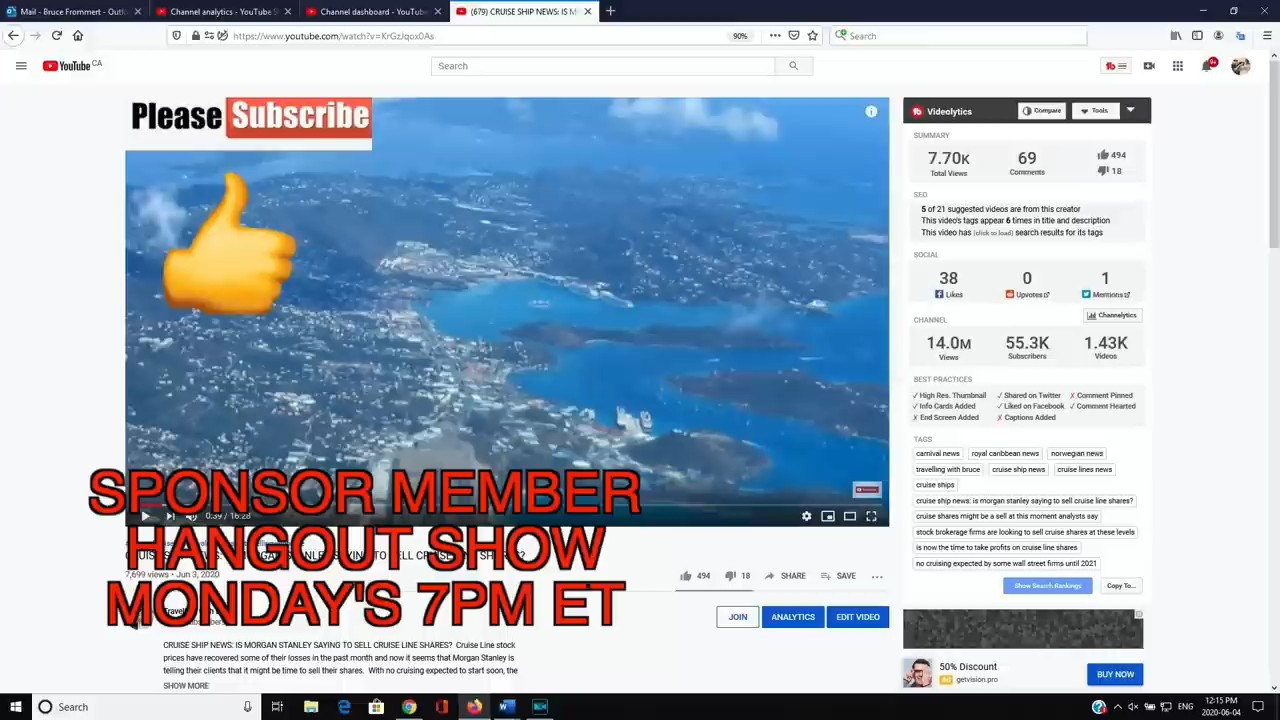 Mail - Bruce Frommert - Outlook
Channel analytics - YouTube S
Channel dashboard - YouTube
(679) CRUISE SHIP NEWS: IS M
https://www.youtube.com/watch?v=KrGzJqox0As
90%
Search
YouTube CA
Search
9+
Please Subscribe
Videolytics
Compare
Tools
SUMMARY
7.70K
69
494
Total Views
Comments
18
SEO
5 of 21 suggested videos are from this creator
This video's tags appear 6 times in title and description
This video has [click to load] search results for its tags
SOCIAL
38
0
1
Likes
Upvotes
Mentions
CHANNEL
Channelytics
14.0M
55.3K
1.43K
Views
Subscribers
Videos
BEST PRACTICES
High Res. Thumbnail
Shared on Twitter
Comment Pinned
Info Cards Added
Liked on Facebook
Comment Hearted
End Screen Added
Captions Added
TAGS
carnival news
royal caribbean news
norwegian news
travelling with bruce
cruise ship news
cruise lines news
cruise ships
cruise ship news: is morgan stanley saying to sell cruise line shares?
cruise shares might be a sell at this moment analysts say
stock brokerage firms are looking to sell cruise shares at these levels
is now the time to take profits on cruise line shares
no cruising expected by some wall street firms until 2021
Show Search Rankings
Copy To...
SPONSOR MEMBER
HANGOUT SHOW
MONDAY'S 7PM ET
0:39 / 16:28
7,699 views • Jun 3, 2020
494
18
SHARE
SAVE
JOIN
ANALYTICS
EDIT VIDEO
CRUISE SHIP NEWS: IS MORGAN STANLEY SAYING TO SELL CRUISE LINE SHARES? Cruise Line stock
prices have recovered some of their losses in the past month and now it seems that Morgan Stanley is
telling their clients that it might be time to sell their shares. With no cruising expected to start soon, the
SHOW MORE
50% Discount
Ad getvision.pro
BUY NOW
Search
ENG
12:15 PM
2020-06-04